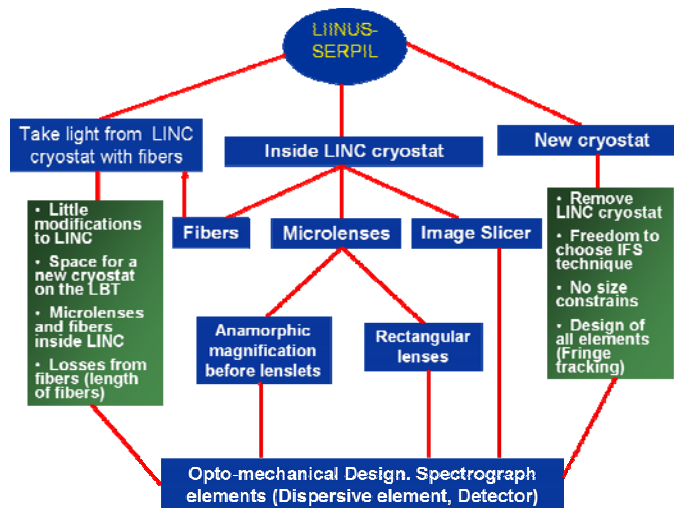 LIINUS-
SERPIL
Take light from LINC
cryostat with fibers
Inside LINC cryostat
New cryostat
• Little
modifications
to LINC
• Space for a
new cryostat
on the LBT
• Microlenses
and fibers
inside LINC
• Losses from
fibers (length
of fibers)
Fibers
Microlenses
Image Slicer
• Remove
LINC cryostat
• Freedom to
choose IFS
technique
• No size
constrains
• Design of
all elements
(Fringe
tracking)
Anamorphic
magnification
before lenslets
Rectangular
lenses
Opto-mechanical Design. Spectrograph
elements (Dispersive element, Detector)